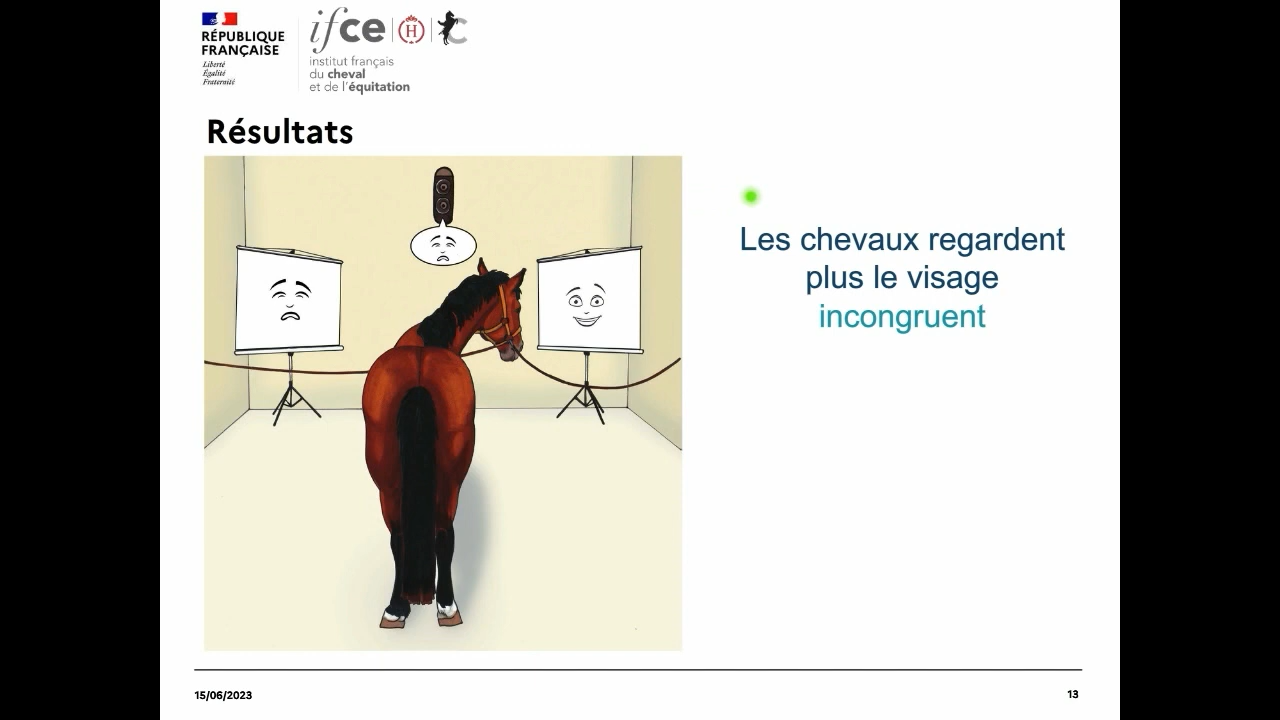 RÉPUBLIQUE
FRANÇAISE
Liberté
Égalité
Fraternité
ifce
H
institut français
du cheval
et de l'équitation
Résultats
Les chevaux regardent
plus le visage
incongruent
15/06/2023
13